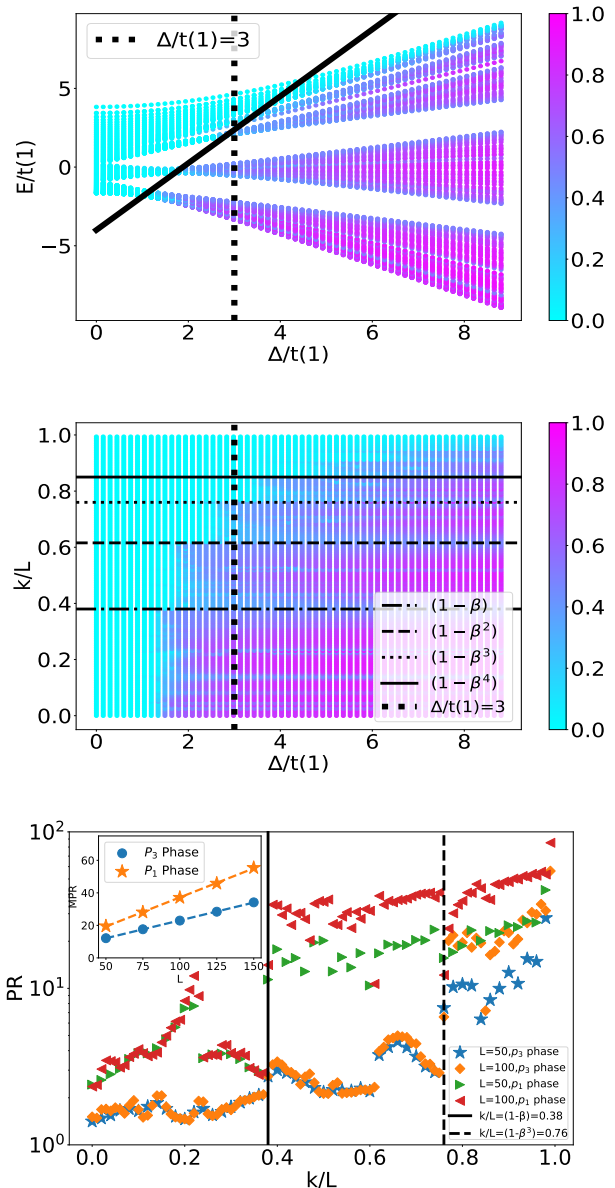 Δ/t(1)=3
5
0
−5
E/t(1)
0
2
4
6
8
Δ/t(1)
1.0
0.8
0.6
0.4
0.2
0.0
1.0
0.8
0.6
0.4
0.2
0.0
k/L
(1−β)
(1−β²)
(1−β³)
(1−β⁴)
Δ/t(1)=3
0
2
4
6
8
Δ/t(1)
1.0
0.8
0.6
0.4
0.2
0.0
10²
10¹
10⁰
PR
60
40
20
0
MPR
P₃ Phase
P₁ Phase
50
75
100
125
150
L
L=50,p₃ phase
L=100,p₃ phase
L=50,p₁ phase
L=100,p₁ phase
k/L=(1-β)=0.38
k/L=(1-β³)=0.76
0.0
0.2
0.4
0.6
0.8
1.0
k/L